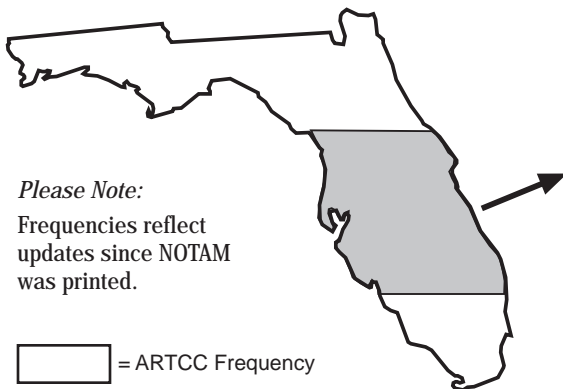 Please Note:
Frequencies reflect
updates since NOTAM
was printed.
= ARTCC Frequency